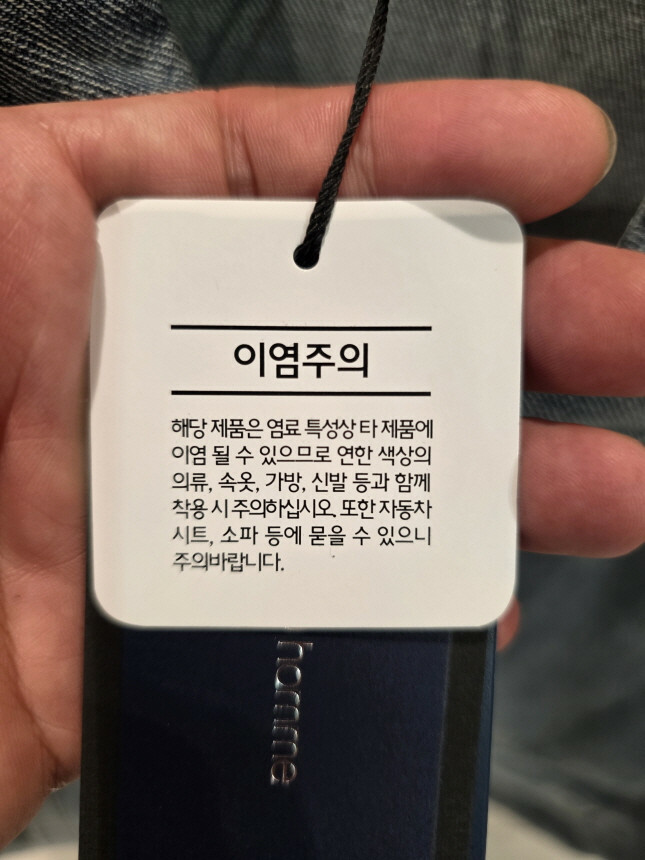 이염주의
해당 제품은 염료 특성상 타 제품에
이염 될 수 있으므로 연한 색상의
의류, 속옷, 가방, 신발 등과 함께
착용 시 주의하십시오. 또한 자동차
시트, 소파 등에 묻을 수 있으니
주의바랍니다.
homme